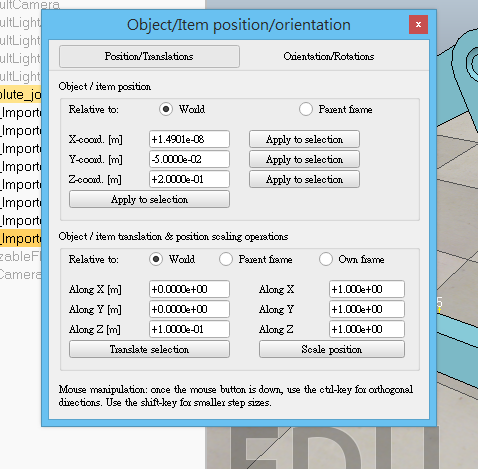 ultCamera
Object/Item position/orientation
x
ultLight
ultLight
ultLight
ultLight
olute_jo
_Importe
_Importe
_Importe
_Importe
_Importe
_Importe
_Importe
zableFl
Camera
Position/Translations Orientation/Rotations
Object / item position
Relative to: World Parent frame
X-coord. [m] +1.4901e-08 Apply to selection
Y-coord. [m] -5.0000e-02 Apply to selection
Z-coord. [m] +2.0000e-01 Apply to selection
Apply to selection
Object / item translation & position scaling operations
Relative to: World Parent frame Own frame
Along X [m] +0.0000e+00 Along X +1.000e+00
Along Y [m] +0.0000e+00 Along Y +1.000e+00
Along Z [m] +1.0000e-01 Along Z +1.000e+00
Translate selection Scale position
Mouse manipulation: once the mouse button is down, use the ctrl-key for orthogonal
directions. Use the shift-key for smaller step sizes.
5
EDU